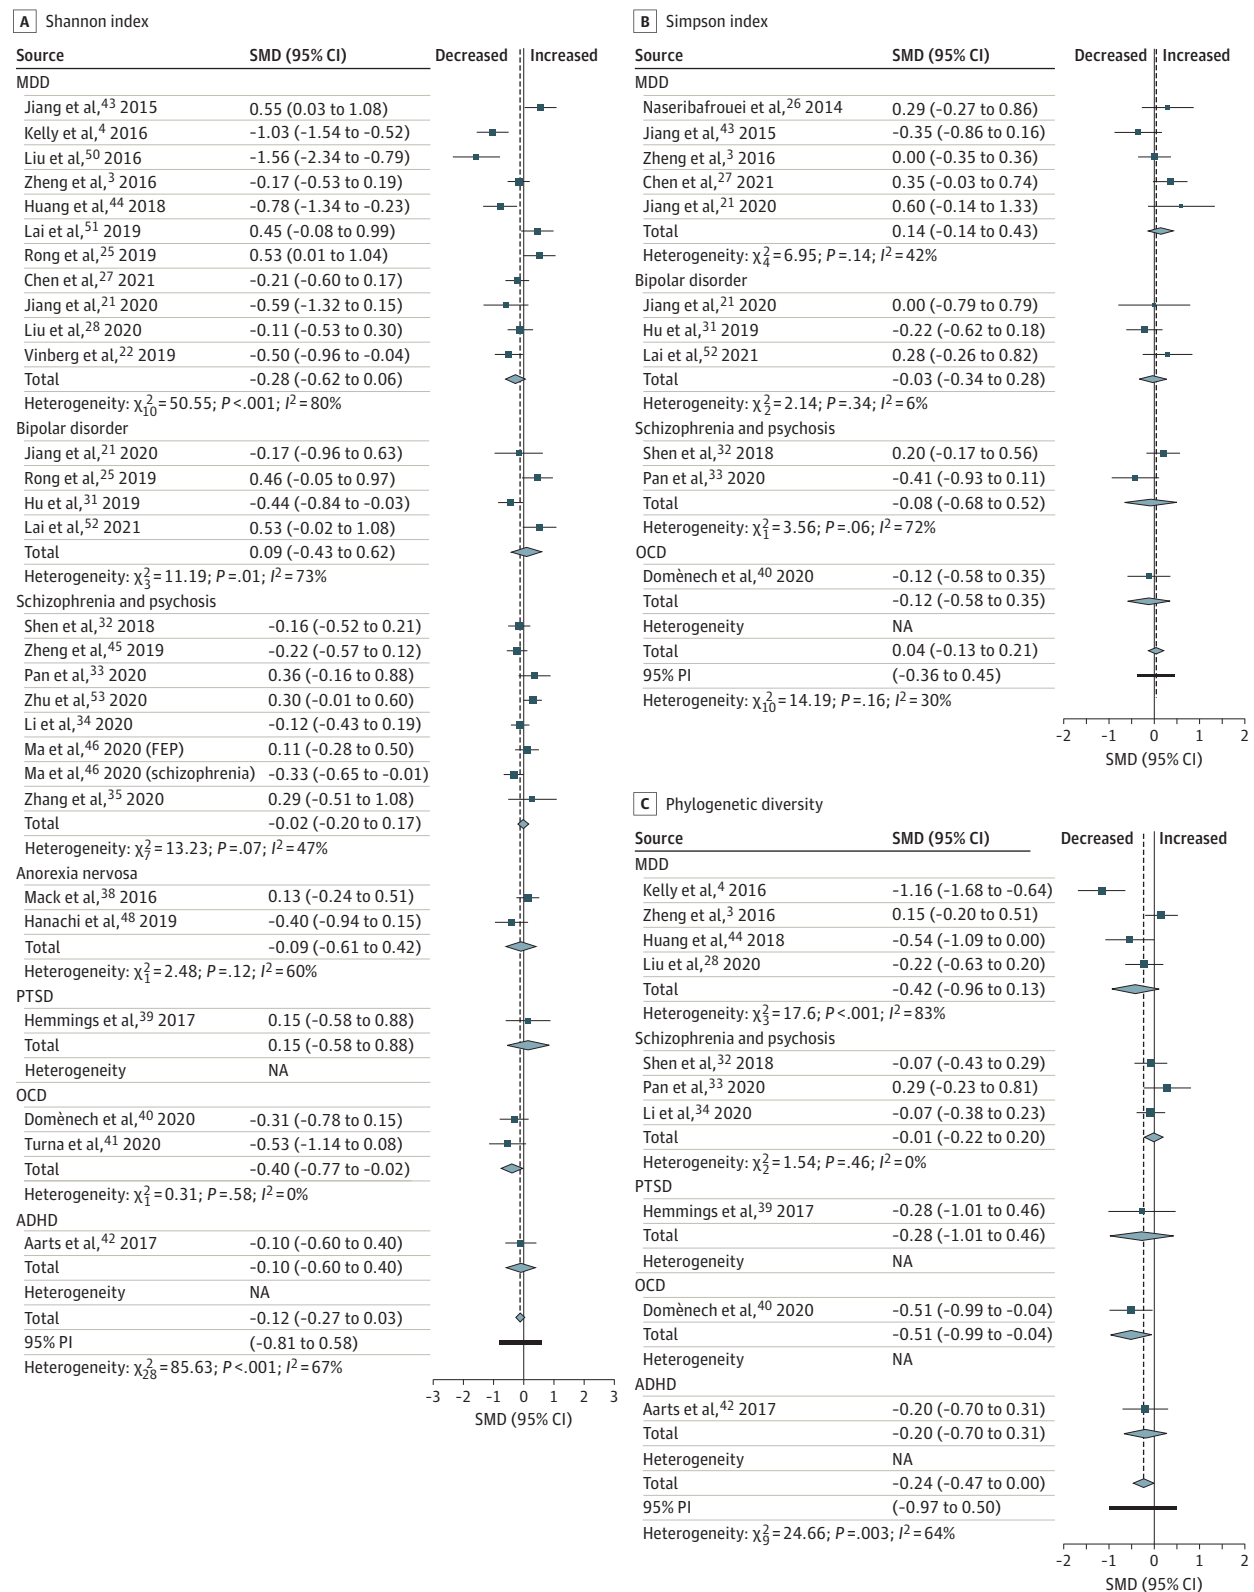 A Shannon index
Source SMD (95% CI) Decreased Increased
MDD
Jiang et al,43 2015 0.55 (0.03 to 1.08)
Kelly et al,4 2016 -1.03 (-1.54 to -0.52)
Liu et al,50 2016 -1.56 (-2.34 to -0.79)
Zheng et al,3 2016 -0.17 (-0.53 to 0.19)
Huang et al,44 2018 -0.78 (-1.34 to -0.23)
Lai et al,51 2019 0.45 (-0.08 to 0.99)
Rong et al,25 2019 0.53 (0.01 to 1.04)
Chen et al,27 2021 -0.21 (-0.60 to 0.17)
Jiang et al,21 2020 -0.59 (-1.32 to 0.15)
Liu et al,28 2020 -0.11 (-0.53 to 0.30)
Vinberg et al,22 2019 -0.50 (-0.96 to -0.04)
Total -0.28 (-0.62 to 0.06)
Heterogeneity: χ²10 = 50.55; P <.001; I² = 80%
Bipolar disorder
Jiang et al,21 2020 -0.17 (-0.96 to 0.63)
Rong et al,25 2019 0.46 (-0.05 to 0.97)
Hu et al,31 2019 -0.44 (-0.84 to -0.03)
Lai et al,52 2021 0.53 (-0.02 to 1.08)
Total 0.09 (-0.43 to 0.62)
Heterogeneity: χ²3 = 11.19; P =.01; I² = 73%
Schizophrenia and psychosis
Shen et al,32 2018 -0.16 (-0.52 to 0.21)
Zheng et al,45 2019 -0.22 (-0.57 to 0.12)
Pan et al,33 2020 0.36 (-0.16 to 0.88)
Zhu et al,53 2020 0.30 (-0.01 to 0.60)
Li et al,34 2020 -0.12 (-0.43 to 0.19)
Ma et al,46 2020 (FEP) 0.11 (-0.28 to 0.50)
Ma et al,46 2020 (schizophrenia) -0.33 (-0.65 to -0.01)
Zhang et al,35 2020 0.29 (-0.51 to 1.08)
Total -0.02 (-0.20 to 0.17)
Heterogeneity: χ²7 = 13.23; P =.07; I² = 47%
Anorexia nervosa
Mack et al,38 2016 0.13 (-0.24 to 0.51)
Hanachi et al,48 2019 -0.40 (-0.94 to 0.15)
Total -0.09 (-0.61 to 0.42)
Heterogeneity: χ²1 = 2.48; P =.12; I² = 60%
PTSD
Hemmings et al,39 2017 0.15 (-0.58 to 0.88)
Total 0.15 (-0.58 to 0.88)
Heterogeneity NA
OCD
Domènech et al,40 2020 -0.31 (-0.78 to 0.15)
Turna et al,41 2020 -0.53 (-1.14 to 0.08)
Total -0.40 (-0.77 to -0.02)
Heterogeneity: χ²1 = 0.31; P =.58; I² = 0%
ADHD
Aarts et al,42 2017 -0.10 (-0.60 to 0.40)
Total -0.10 (-0.60 to 0.40)
Heterogeneity NA
Total -0.12 (-0.27 to 0.03)
95% PI (-0.81 to 0.58)
Heterogeneity: χ²28 = 85.63; P <.001; I² = 67%
-3 -2 -1 0 1 2 3
SMD (95% CI)
B Simpson index
Source SMD (95% CI) Decreased Increased
MDD
Naseribafrouei et al,26 2014 0.29 (-0.27 to 0.86)
Jiang et al,43 2015 -0.35 (-0.86 to 0.16)
Zheng et al,3 2016 0.00 (-0.35 to 0.36)
Chen et al,27 2021 0.35 (-0.03 to 0.74)
Jiang et al,21 2020 0.60 (-0.14 to 1.33)
Total 0.14 (-0.14 to 0.43)
Heterogeneity: χ²4 = 6.95; P =.14; I² = 42%
Bipolar disorder
Jiang et al,21 2020 0.00 (-0.79 to 0.79)
Hu et al,31 2019 -0.22 (-0.62 to 0.18)
Lai et al,52 2021 0.28 (-0.26 to 0.82)
Total -0.03 (-0.34 to 0.28)
Heterogeneity: χ²2 = 2.14; P =.34; I² = 6%
Schizophrenia and psychosis
Shen et al,32 2018 0.20 (-0.17 to 0.56)
Pan et al,33 2020 -0.41 (-0.93 to 0.11)
Total -0.08 (-0.68 to 0.52)
Heterogeneity: χ²1 = 3.56; P =.06; I² = 72%
OCD
Domènech et al,40 2020 -0.12 (-0.58 to 0.35)
Total -0.12 (-0.58 to 0.35)
Heterogeneity NA
Total 0.04 (-0.13 to 0.21)
95% PI (-0.36 to 0.45)
Heterogeneity: χ²10 = 14.19; P =.16; I² = 30%
-2 -1 0 1 2
SMD (95% CI)
C Phylogenetic diversity
Source SMD (95% CI) Decreased Increased
MDD
Kelly et al,4 2016 -1.16 (-1.68 to -0.64)
Zheng et al,3 2016 0.15 (-0.20 to 0.51)
Huang et al,44 2018 -0.54 (-1.09 to 0.00)
Liu et al,28 2020 -0.22 (-0.63 to 0.20)
Total -0.42 (-0.96 to 0.13)
Heterogeneity: χ²3 = 17.6; P <.001; I² = 83%
Schizophrenia and psychosis
Shen et al,32 2018 -0.07 (-0.43 to 0.29)
Pan et al,33 2020 0.29 (-0.23 to 0.81)
Li et al,34 2020 -0.07 (-0.38 to 0.23)
Total -0.01 (-0.22 to 0.20)
Heterogeneity: χ²2 = 1.54; P =.46; I² = 0%
PTSD
Hemmings et al,39 2017 -0.28 (-1.01 to 0.46)
Total -0.28 (-1.01 to 0.46)
Heterogeneity NA
OCD
Domènech et al,40 2020 -0.51 (-0.99 to -0.04)
Total -0.51 (-0.99 to -0.04)
Heterogeneity NA
ADHD
Aarts et al,42 2017 -0.20 (-0.70 to 0.31)
Total -0.20 (-0.70 to 0.31)
Heterogeneity NA
Total -0.24 (-0.47 to 0.00)
95% PI (-0.97 to 0.50)
Heterogeneity: χ²9 = 24.66; P =.003; I² = 64%
-2 -1 0 1 2
SMD (95% CI)